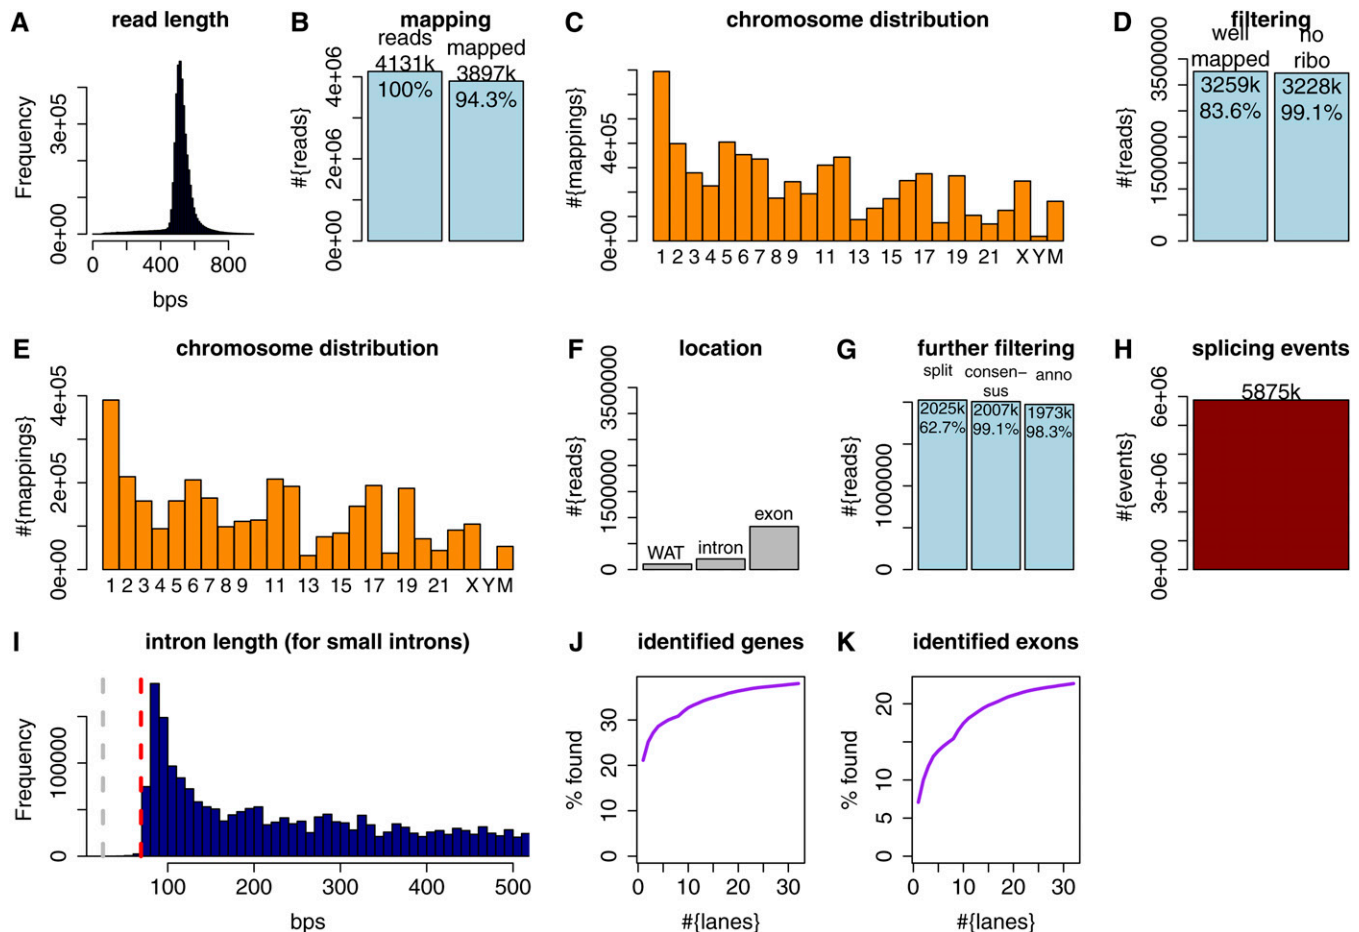 A read length
Frequency
0e+00 3e+05
0 400 800
bps
B mapping
reads
4131k
100%
mapped
3897k
94.3%
#{reads}
0e+00 2e+06 4e+06
C chromosome distribution
#{mappings}
0e+00 4e+05
1 2 3 4 5 6 7 8 9 11 13 15 17 19 21 X Y M
D filtering
well
mapped
3259k
83.6%
no
ribo
3228k
99.1%
#{reads}
0 1500000 3500000
E chromosome distribution
#{mappings}
0e+00 2e+05 4e+05
1 2 3 4 5 6 7 8 9 11 13 15 17 19 21 X Y M
F location
#{reads}
0 1500000 3500000
WAT intron exon
G further filtering
split
2025k
62.7%
consen-
sus
2007k
99.1%
anno
1973k
98.3%
#{reads}
0 1000000
H splicing events
5875k
#{events}
0e+00 3e+06 6e+06
I intron length (for small introns)
Frequency
0 100000
100 200 300 400 500
bps
J identified genes
% found
0 10 20 30
0 10 20 30
#{lanes}
K identified exons
% found
0 5 10 20
0 10 20 30
#{lanes}